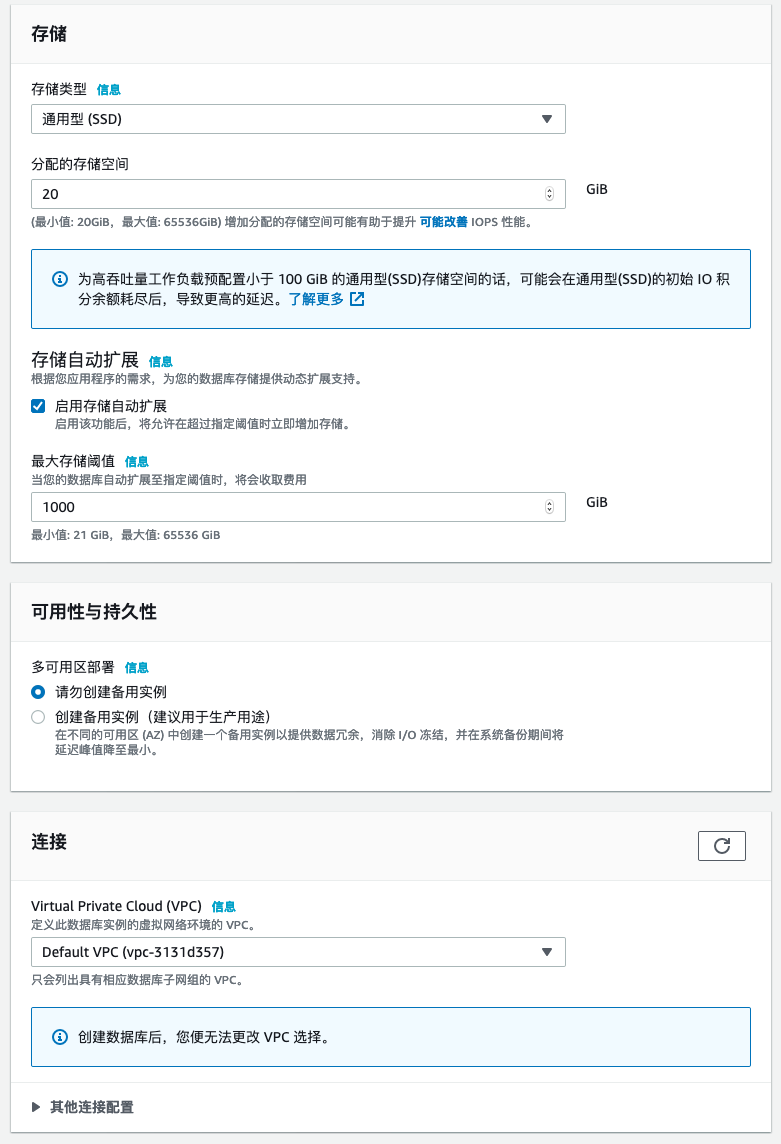 存储
存储类型 信息
通用型 (SSD)
分配的存储空间
20
GiB
(最小值: 20GiB，最大值: 65536GiB) 增加分配的存储空间可能有助于提升 可能改善 IOPS 性能。
为高吞吐量工作负载预配置小于 100 GiB 的通用型(SSD)存储空间的话，可能会在通用型(SSD)的初始 IO 积
分余额耗尽后，导致更高的延迟。了解更多
存储自动扩展 信息
根据您应用程序的需求，为您的数据库存储提供动态扩展支持。
启用存储自动扩展
启用该功能后，将允许在超过指定阈值时立即增加存储。
最大存储阈值 信息
当您的数据库自动扩展至指定阈值时，将会收取费用
1000
GiB
最小值: 21 GiB，最大值: 65536 GiB
可用性与持久性
多可用区部署 信息
请勿创建备用实例
创建备用实例（建议用于生产用途）
在不同的可用区 (AZ) 中创建一个备用实例以提供数据冗余，消除 I/O 冻结，并在系统备份期间将
延迟峰值降至最小。
连接
Virtual Private Cloud (VPC) 信息
定义此数据库实例的虚拟网络环境的 VPC。
Default VPC (vpc-3131d357)
只会列出具有相应数据库子网组的 VPC。
创建数据库后，您便无法更改 VPC 选择。
其他连接配置